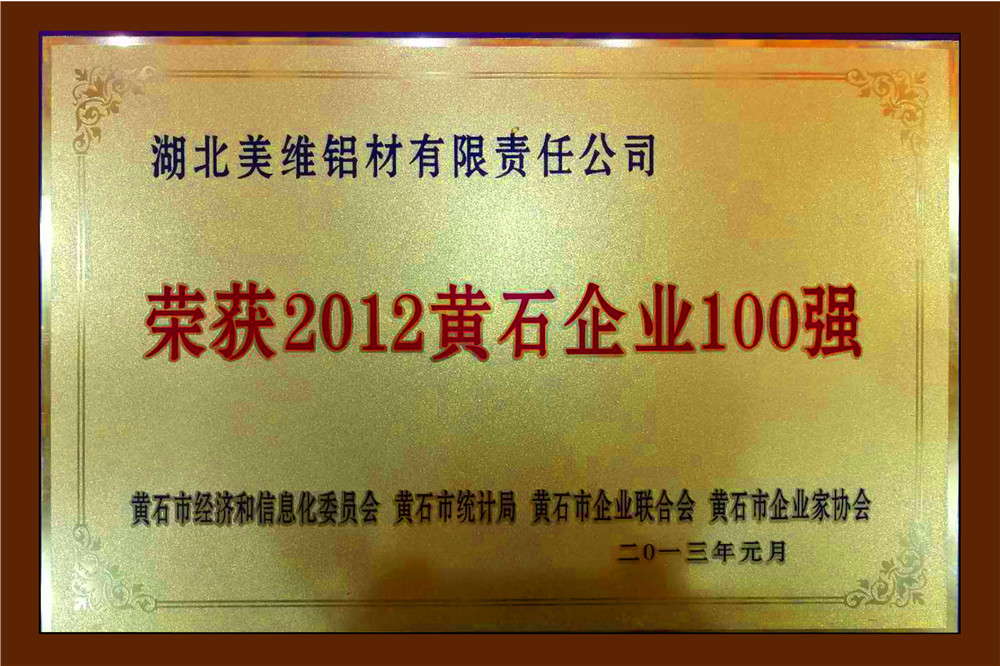 湖北美维铝材有限责任公司
荣获2012黄石企业100强
黄石市经济和信息化委员会 黄石市统计局 黄石市企业联合会 黄石市企业家协会
二0一三年元月